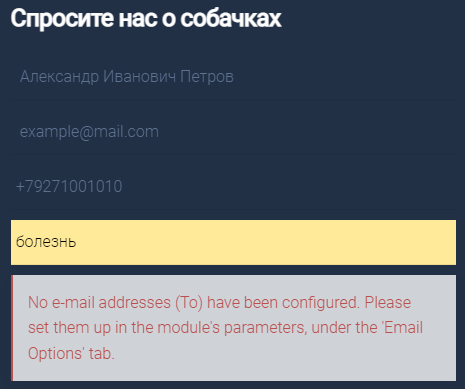 Спросите нас о собачках
Александр Иванович Петров
example@mail.com
+79271001010
болезнь
No e-mail addresses (To) have been configured. Please
set them up in the module's parameters, under the 'Email
Options' tab.